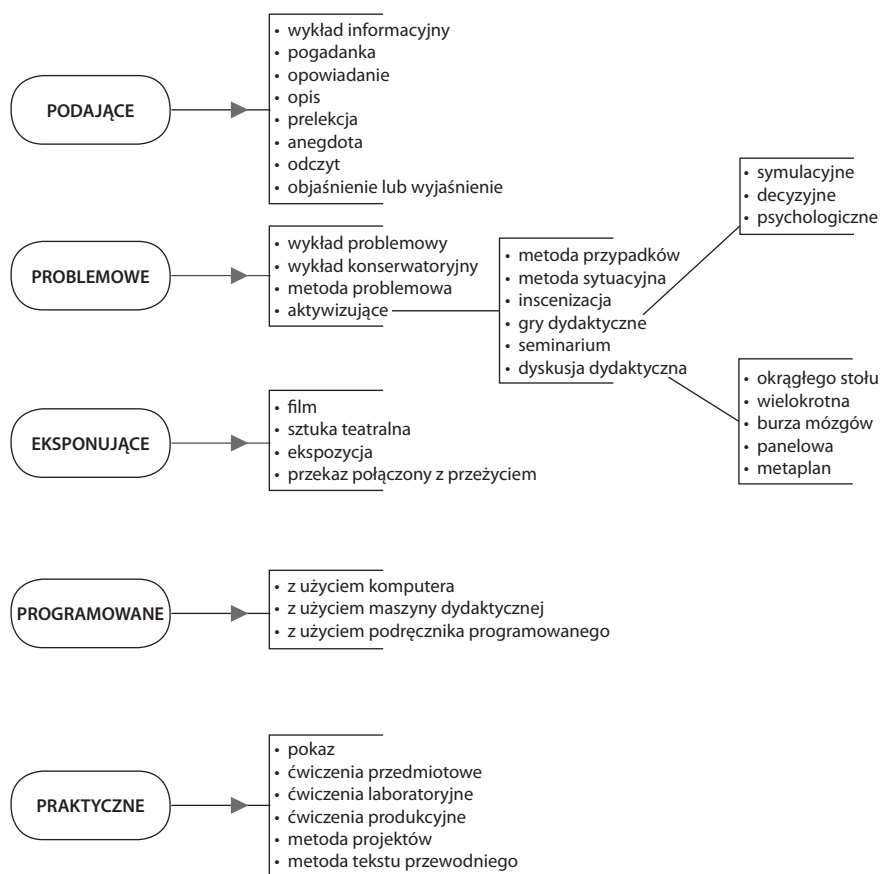 PODAJĄCE
• wykład informacyjny
• pogadanka
• opowiadanie
• opis
• prelekcja
• anegdota
• odczyt
• objaśnienie lub wyjaśnienie
PROBLEMOWE
• wykład problemowy
• wykład konserwatoryjny
• metoda problemowa
• aktywizujące
• metoda przypadków
• metoda sytuacyjna
• inscenizacja
• gry dydaktyczne
• seminarium
• dyskusja dydaktyczna
• symulacyjne
• decyzyjne
• psychologiczne
• okrągłego stołu
• wielokrotna
• burza mózgów
• panelowa
• metaplan
EKSPONUJĄCE
• film
• sztuka teatralna
• ekspozycja
• przekaz połączony z przeżyciem
PROGRAMOWANE
• z użyciem komputera
• z użyciem maszyny dydaktycznej
• z użyciem podręcznika programowanego
PRAKTYCZNE
• pokaz
• ćwiczenia przedmiotowe
• ćwiczenia laboratoryjne
• ćwiczenia produkcyjne
• metoda projektów
• metoda tekstu przewodniego